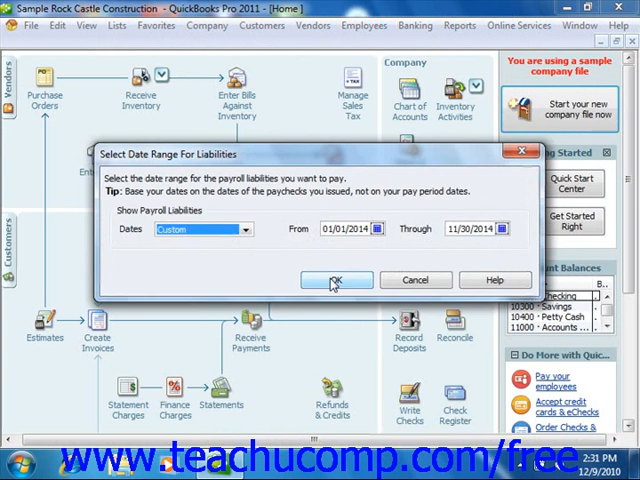 Sample Rock Castle Construction - QuickBooks Pro 2011 - [Home ]
File Edit View Lists Favorites Company Customers Vendors Employees Banking Reports Online Services Window Help
Vendors
Purchase
Orders
Receive
Inventory
Enter Bills
Against
Inventory
Manage
Sales
Tax
Company
Chart of
Accounts
Inventory
Activities
You are using a sample
company file
Start your new
company file now
Select Date Range For Liabilities
Select the date range for the payroll liabilities you want to pay.
Tip: Base your dates on the dates of the paychecks you issued, not on your pay period dates.
Show Payroll Liabilities
Dates Custom From 01/01/2014 Through 11/30/2014
OK Cancel Help
ing Started
Quick Start
Center
Get Started
Right
Customers
ount Balances
B..
hecking
10300 · Savings
10400 · Petty Cash
11000 · Accounts ...
Estimates
Create
Invoices
Receive
Payments
Record
Deposits
Reconcile
Do More with Quic...
Pay your
employees
Accept credit
cards & eChecks
Order Checks &
Statement
Charges
Finance
Charges
Statements
Refunds
& Credits
Write
Checks
Check
Register
www.teachucomp.com/free
2:31 PM
12/9/2010